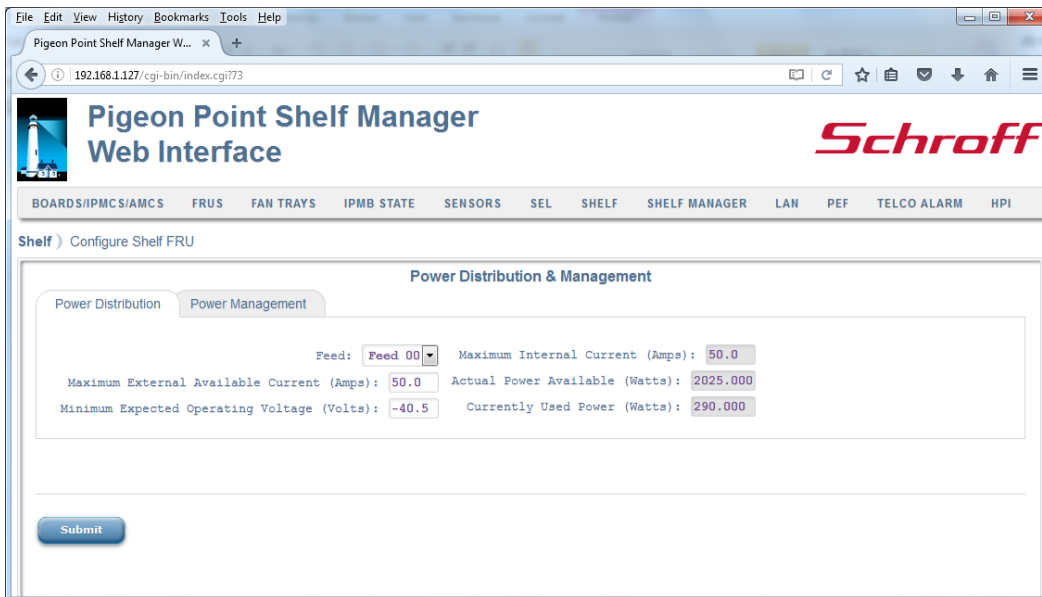 File Edit View History Bookmarks Tools Help
Pigeon Point Shelf Manager W... × +
192.168.1.127/cgi-bin/index.cgi?73
Pigeon Point Shelf Manager
Web Interface
Schroff
BOARDS/IPMCS/AMCS FRUS FAN TRAYS IPMB STATE SENSORS SEL SHELF SHELF MANAGER LAN PEF TELCO ALARM HPI
Shelf ) Configure Shelf FRU
Power Distribution & Management
Power Distribution Power Management
Feed: Feed 00 Maximum Internal Current (Amps): 50.0
Maximum External Available Current (Amps): 50.0 Actual Power Available (Watts): 2025.000
Minimum Expected Operating Voltage (Volts): -40.5 Currently Used Power (Watts): 290.000
Submit